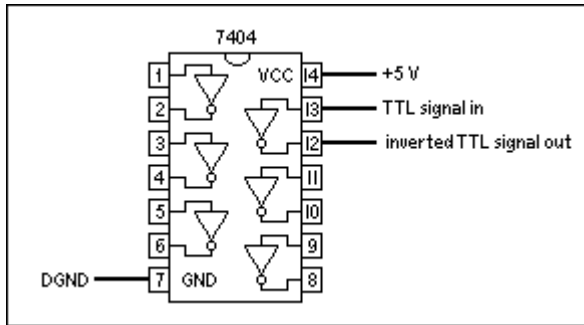 7404
1 VCC 14 +5 V
2 13 TTL signal in
3 12 inverted TTL signal out
4 11
5 10
6 9
DGND 7 GND 8